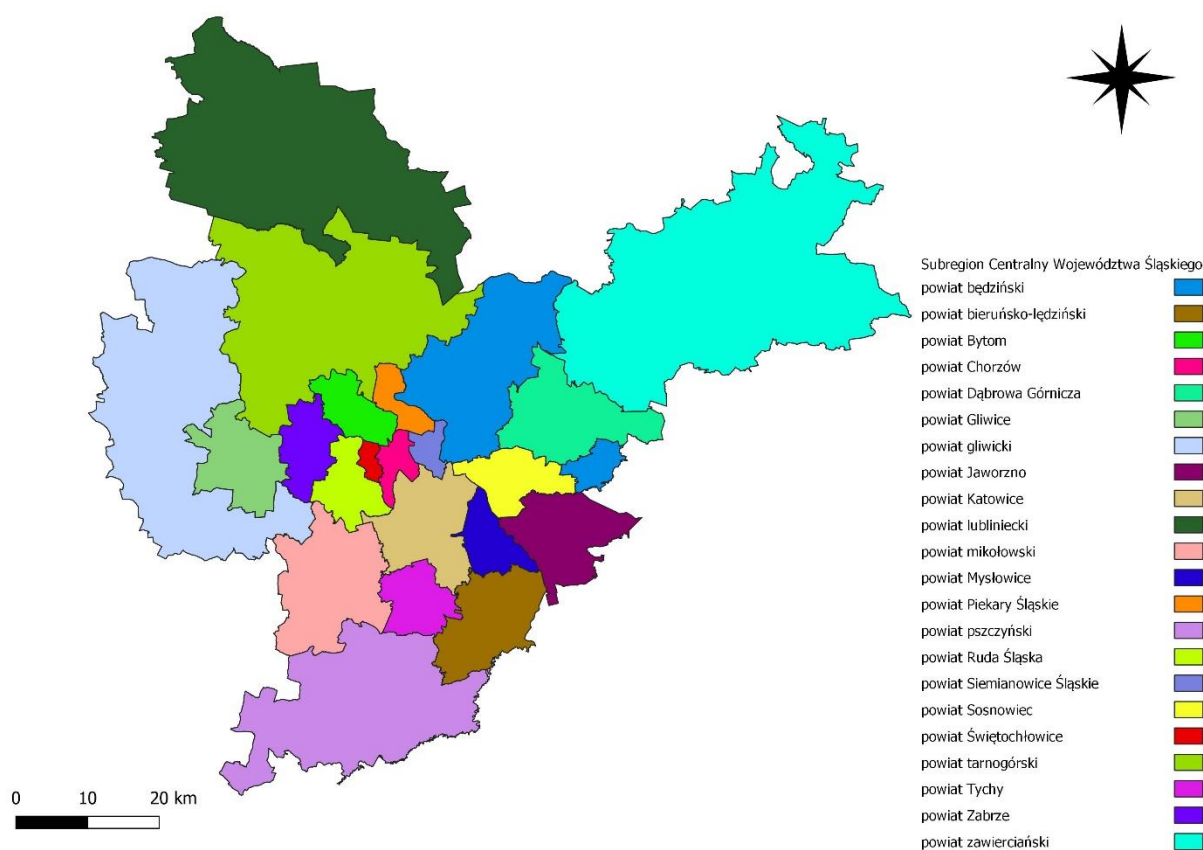 Subregion Centralny Województwa Śląskiego
powiat będziński
powiat bieruńsko-lędziński
powiat Bytom
powiat Chorzów
powiat Dąbrowa Górnicza
powiat Gliwice
powiat gliwicki
powiat Jaworzno
powiat Katowice
powiat lubliniecki
powiat mikołowski
powiat Mysłowice
powiat Piekary Śląskie
powiat pszczyński
powiat Ruda Śląska
powiat Siemianowice Śląskie
powiat Sosnowiec
powiat Świętochłowice
powiat tarnogórski
powiat Tychy
powiat Zabrze
powiat zawierciański
0 10 20 km